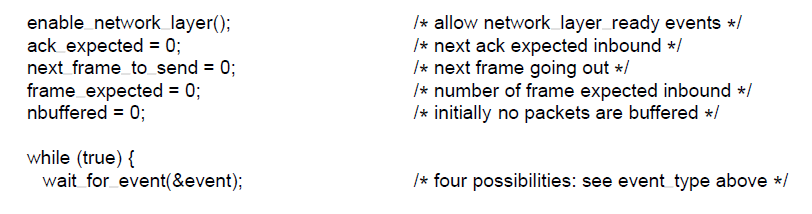 enable_network_layer(); /* allow network_layer_ready events */
ack_expected = 0; /* next ack expected inbound */
next_frame_to_send = 0; /* next frame going out */
frame_expected = 0; /* number of frame expected inbound */
nbuffered = 0; /* initially no packets are buffered */
while (true) {
wait_for_event(&event); /* four possibilities: see event_type above */